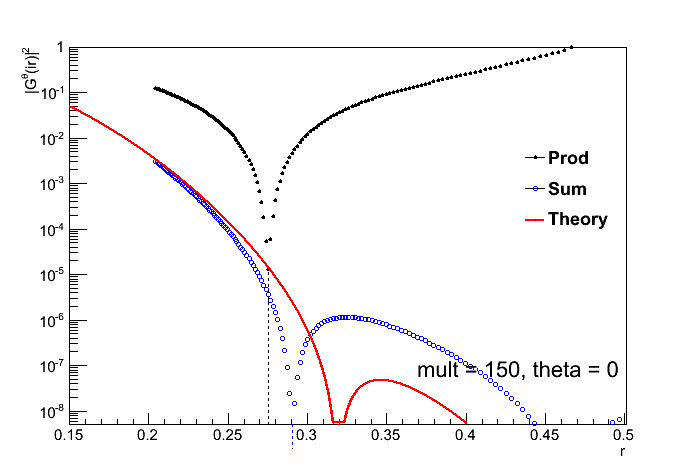 |G^θ(ir)|^2
1
10^-1
10^-2
10^-3
10^-4
10^-5
10^-6
10^-7
10^-8
Prod
Sum
Theory
mult = 150, theta = 0
0.15 0.2 0.25 0.3 0.35 0.4 0.45 0.5
r